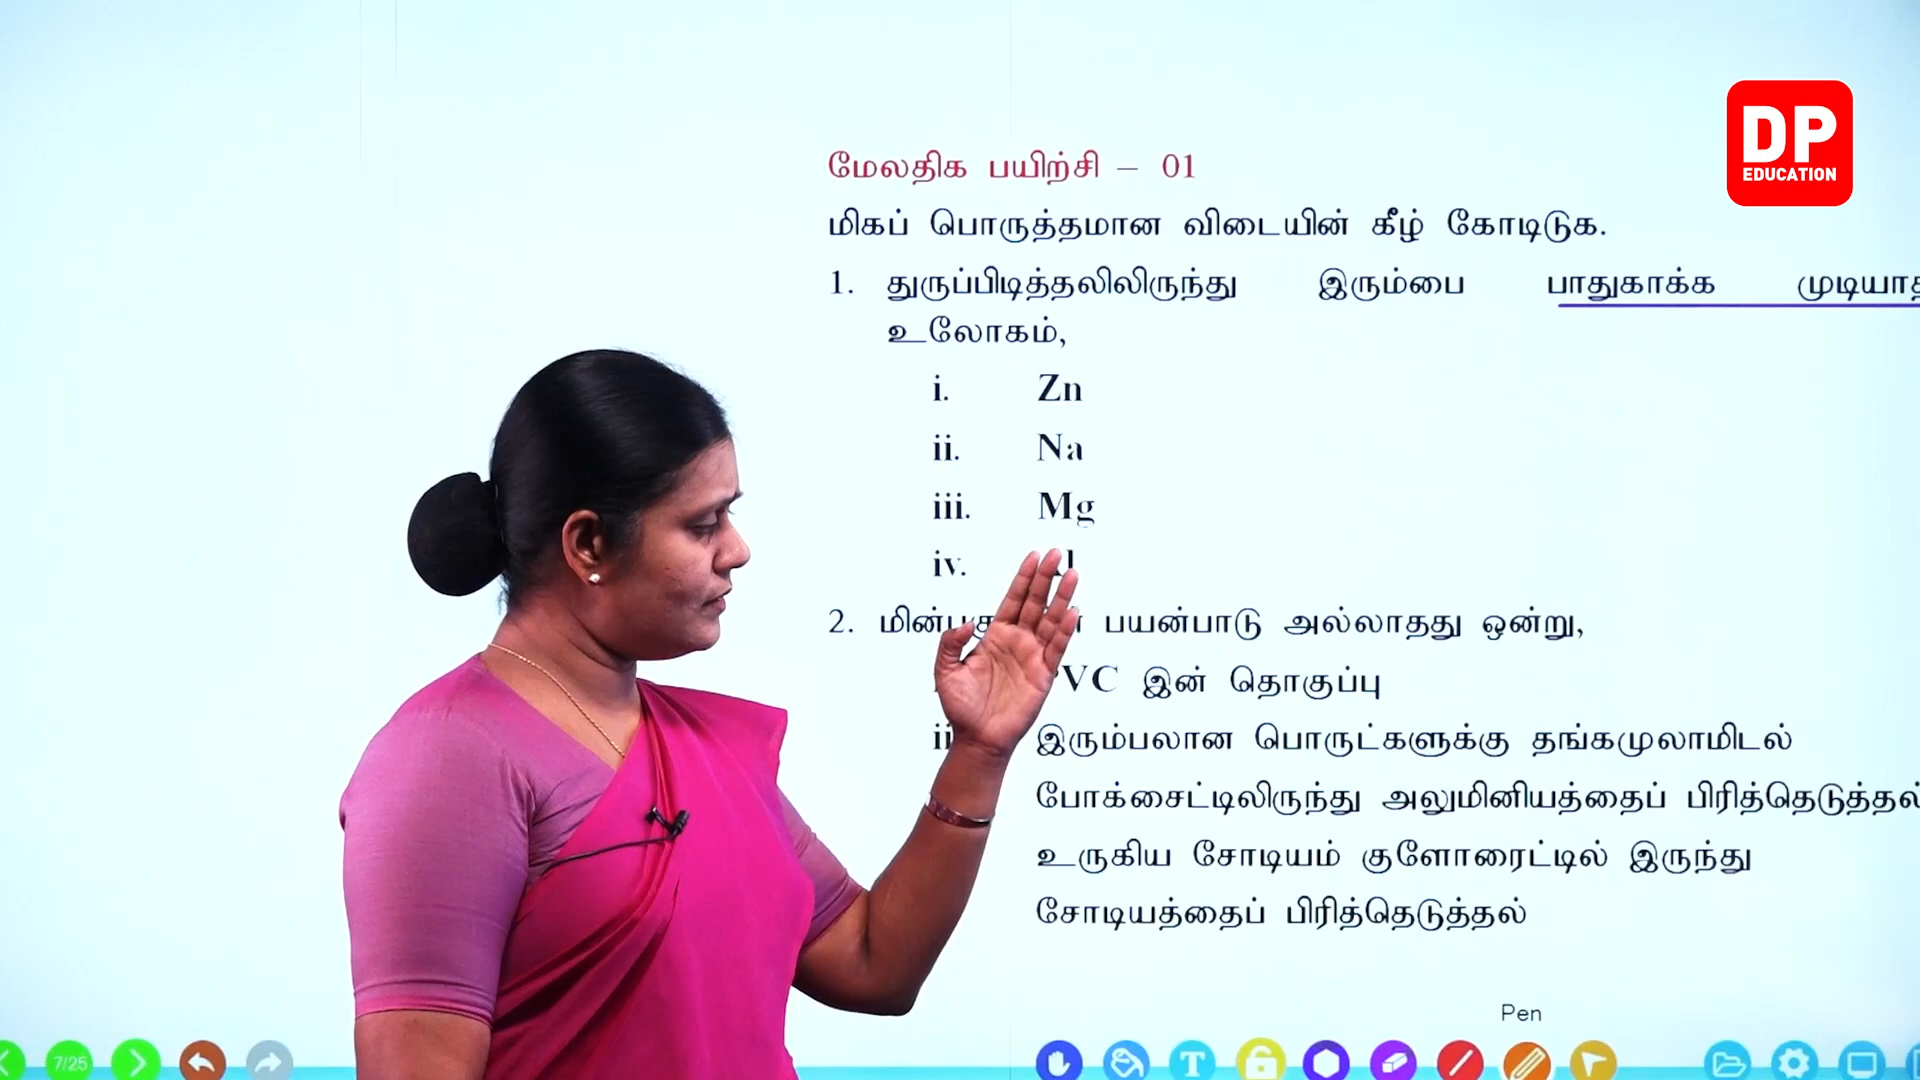 DP
EDUCATION
மேலதிக பயிற்சி – 01
மிகப் பொருத்தமான விடையின் கீழ் கோடிடுக.
1. துருப்பிடித்தலிலிருந்து இரும்பை பாதுகாக்க
உலோகம்,
i. Zn
ii. Na
iii. Mg
iv.
2. பயன்பாடு அல்லாதது ஒன்று,
இன் தொகுப்பு
இரும்பலான பொருட்களுக்கு தங்கமுலாமிடல்
போக்சைட்டிலிருந்து அலுமினியத்தைப் பிரித்தெடுத்தல்
உருகிய சோடியம் குளோரைட்டில் இருந்து
சோடியத்தைப் பிரித்தெடுத்தல்
Pen
7/25
T